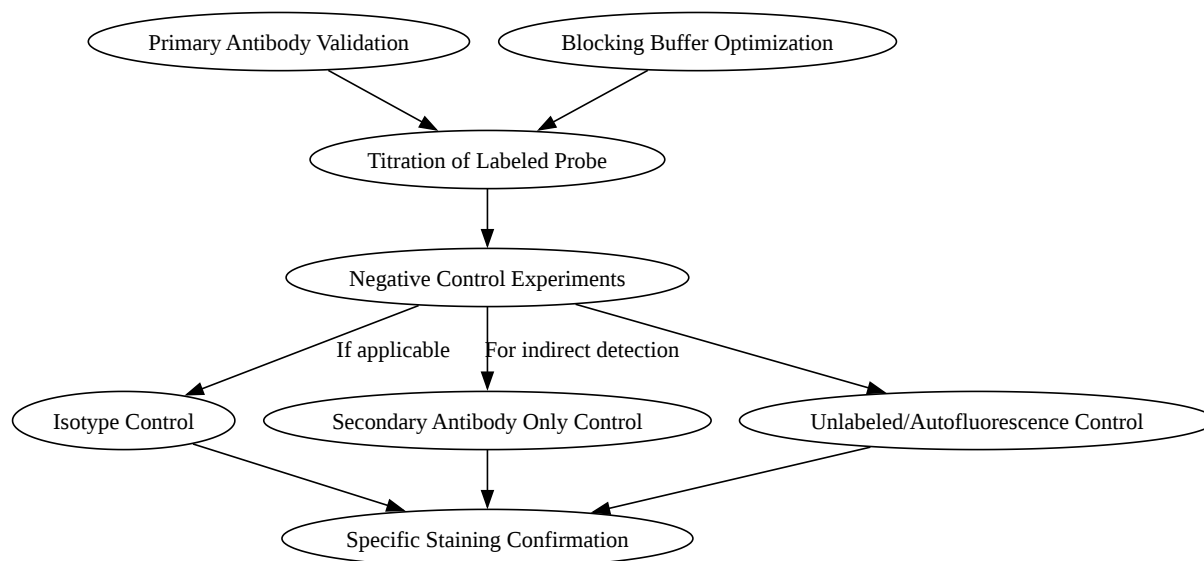 Primary Antibody Validation
Blocking Buffer Optimization
Titration of Labeled Probe
Negative Control Experiments
If applicable
For indirect detection
Isotype Control
Secondary Antibody Only Control
Unlabeled/Autofluorescence Control
Specific Staining Confirmation